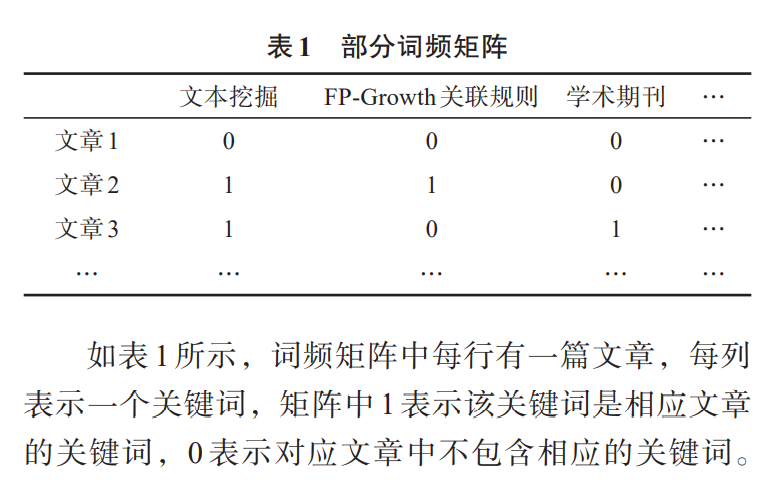 表1 部分词频矩阵
文本挖掘 FP-Growth关联规则 学术期刊 …
文章1 0 0 0 …
文章2 1 1 0 …
文章3 1 0 1 …
… … … … …
如表1所示，词频矩阵中每行有一篇文章，每列
表示一个关键词，矩阵中1表示该关键词是相应文章
的关键词，0表示对应文章中不包含相应的关键词。